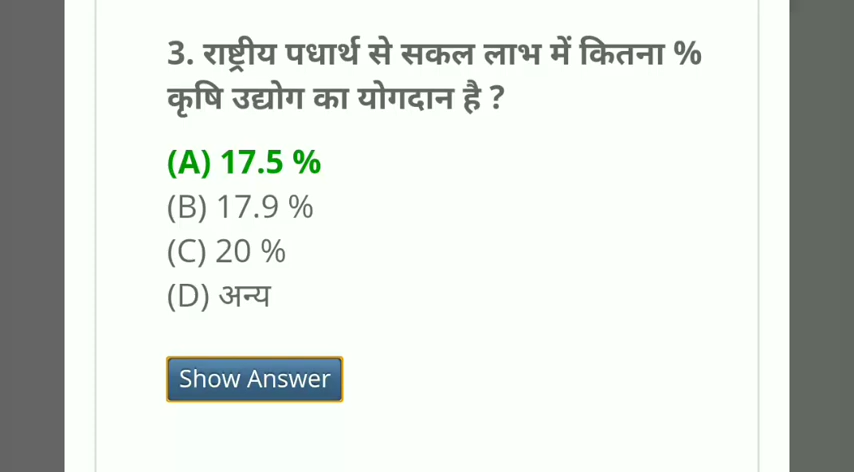 3. राष्ट्रीय पधार्थ से सकल लाभ में कितना %
कृषि उद्योग का योगदान है ?
(A) 17.5 %
(B) 17.9 %
(C) 20 %
(D) अन्य
Show Answer